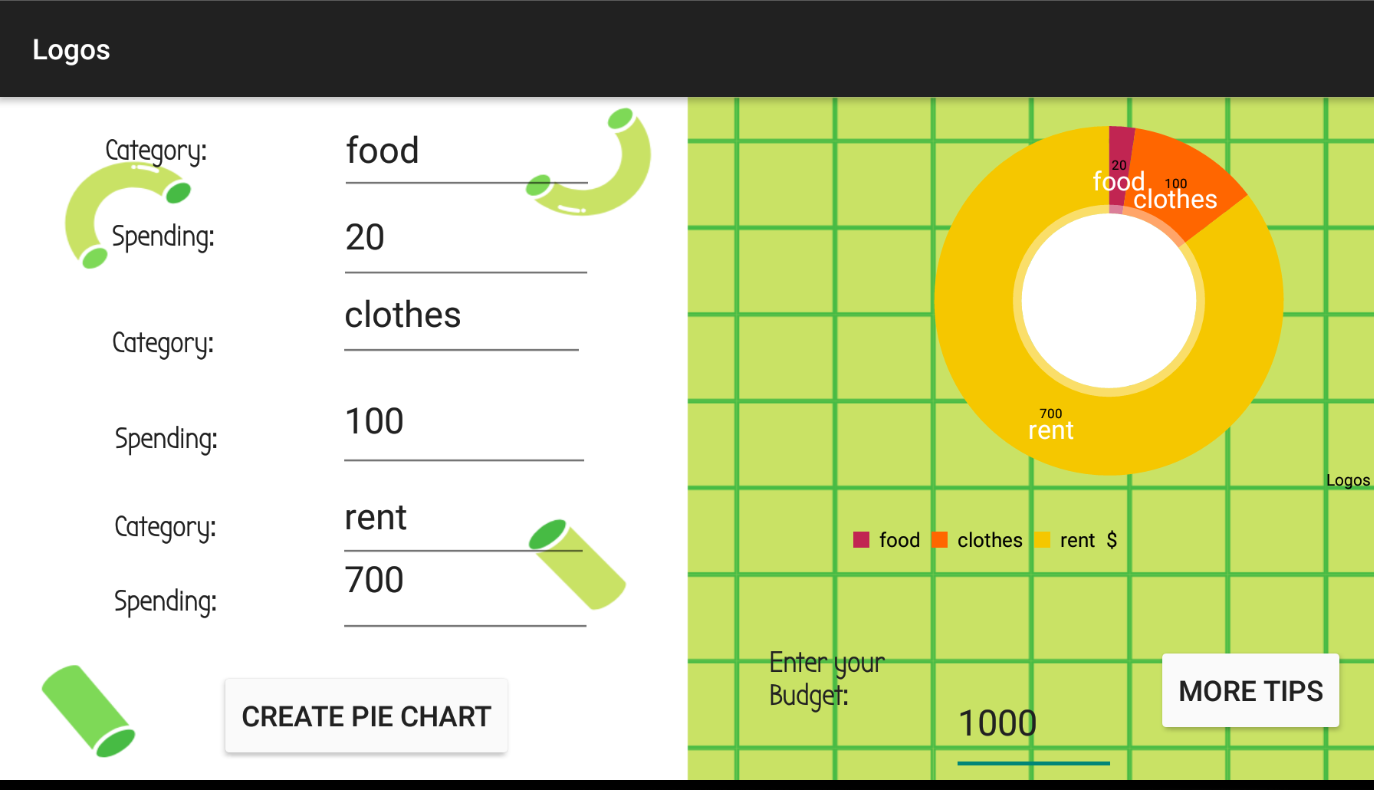 Logos
Category: food
Spending: 20
Category: clothes
Spending: 100
Category: rent
Spending: 700
CREATE PIE CHART
20
food
100
clothes
700
rent
Logos
food clothes rent $
Enter your
Budget:
1000
MORE TIPS